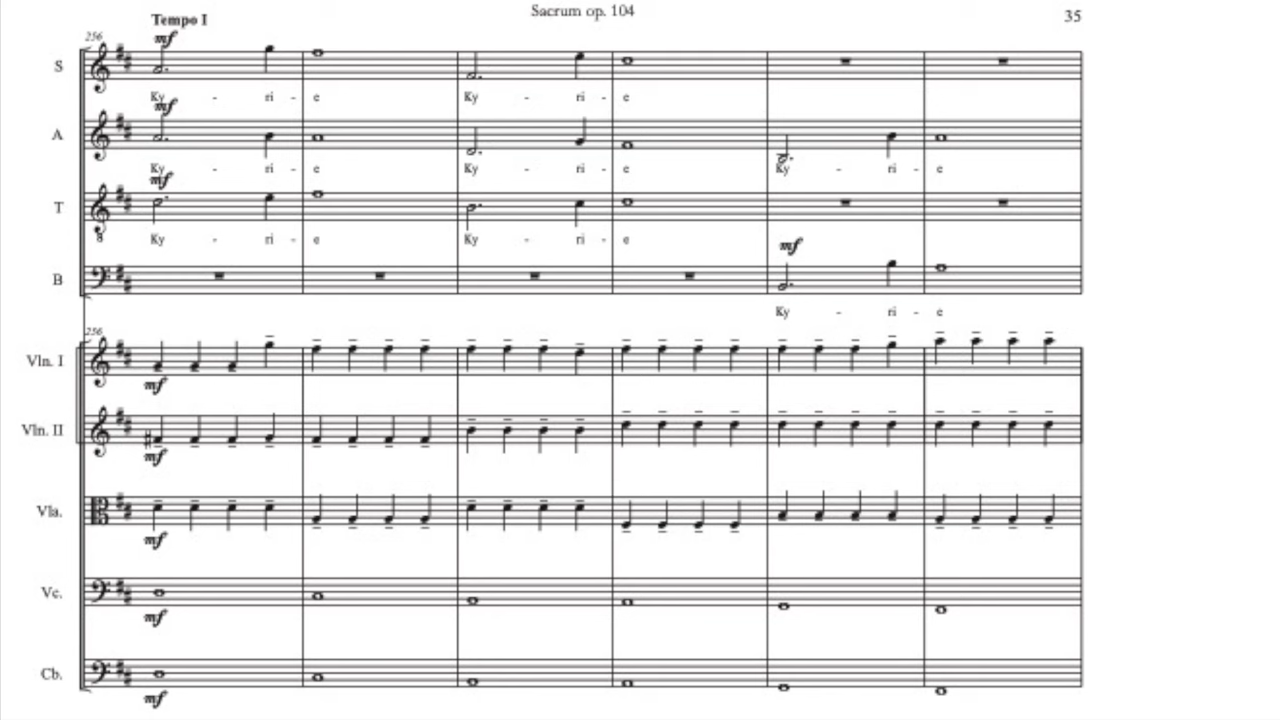 Sacrum op. 104
35
Tempo I
256
mf
S
Ky - ri - e Ky - ri - e
mf
A
Ky - ri - e Ky - ri - e Ky - ri - e
mf
T
8
Ky - ri - e Ky - ri - e
mf
B
Ky - ri - e
256
Vln. I
mf
Vln. II
mf
Vla.
mf
Vc.
mf
Cb.
mf